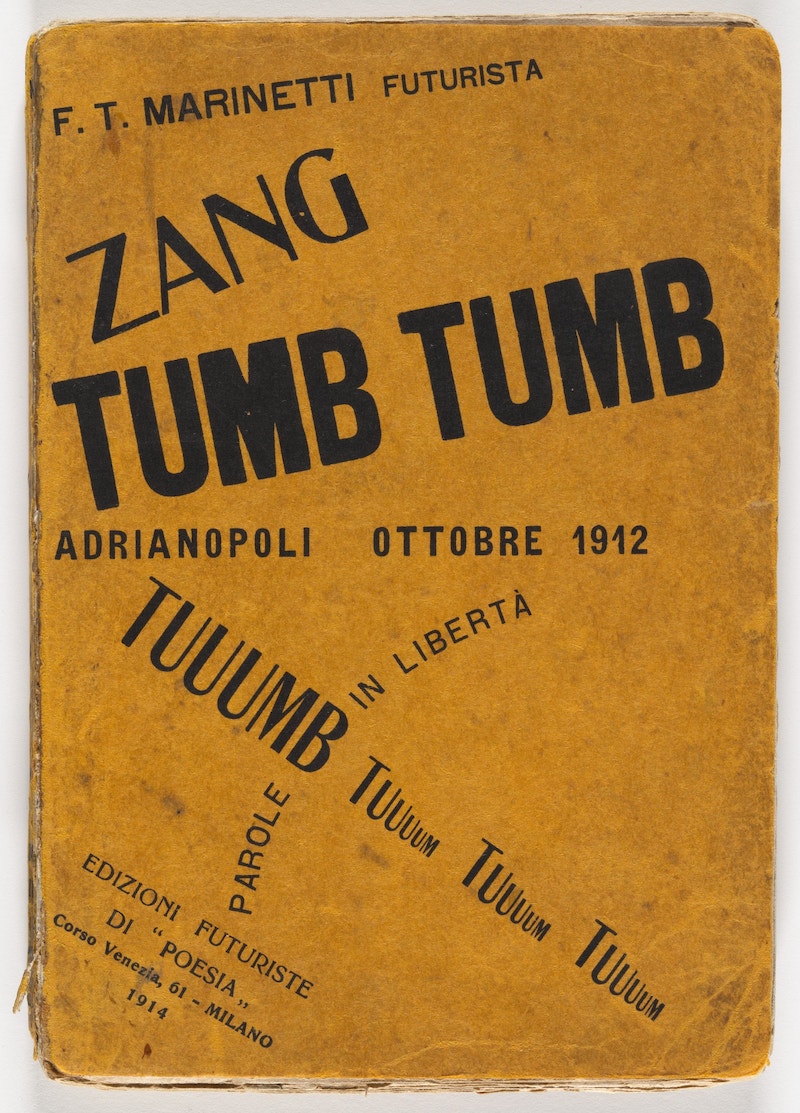 F. T. MARINETTI FUTURISTA
ZANG
TUMB TUMB
ADRIANOPOLI OTTOBRE 1912
TUUUMB
PAROLE IN LIBERTÀ
TUUUUM
TUUUUM
TUUUUM
EDIZIONI FUTURISTE
DI “POESIA„
Corso Venezia, 61 - MILANO
1914